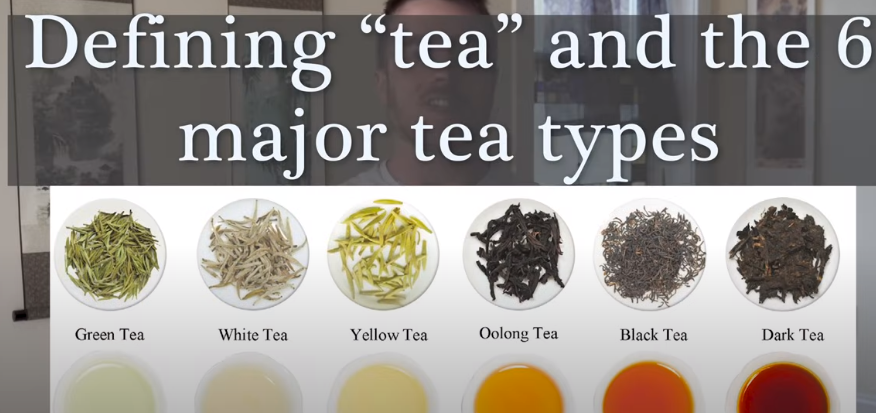 Defining “tea” and the 6
major tea types
Green Tea
White Tea
Yellow Tea
Oolong Tea
Black Tea
Dark Tea